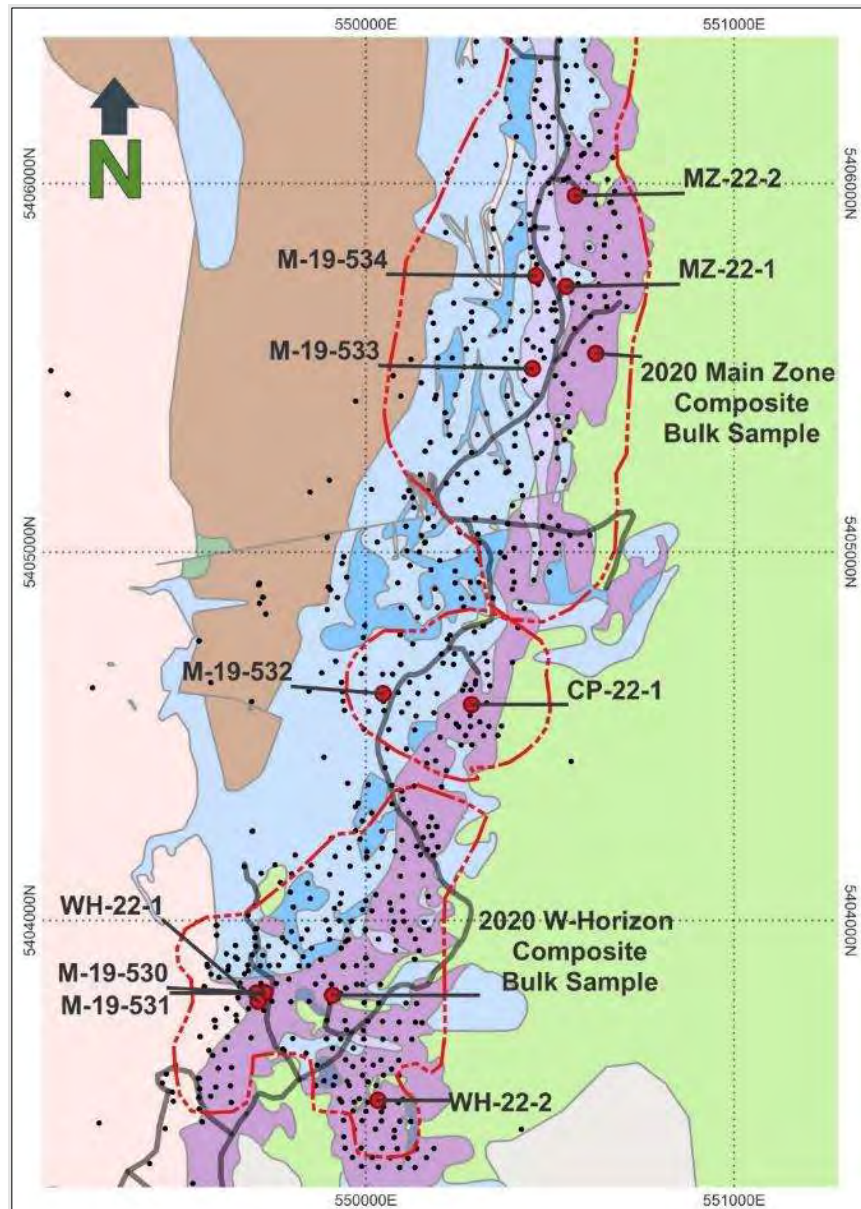 550000E
551000E
N
5406000N
5406000N
MZ-22-2
M-19-534
MZ-22-1
M-19-533
2020 Main Zone
Composite
Bulk Sample
5405000N
5405000N
M-19-532
CP-22-1
WH-22-1
5404000N
5404000N
2020 W-Horizon
Composite
Bulk Sample
M-19-530
M-19-531
WH-22-2
550000E
551000E